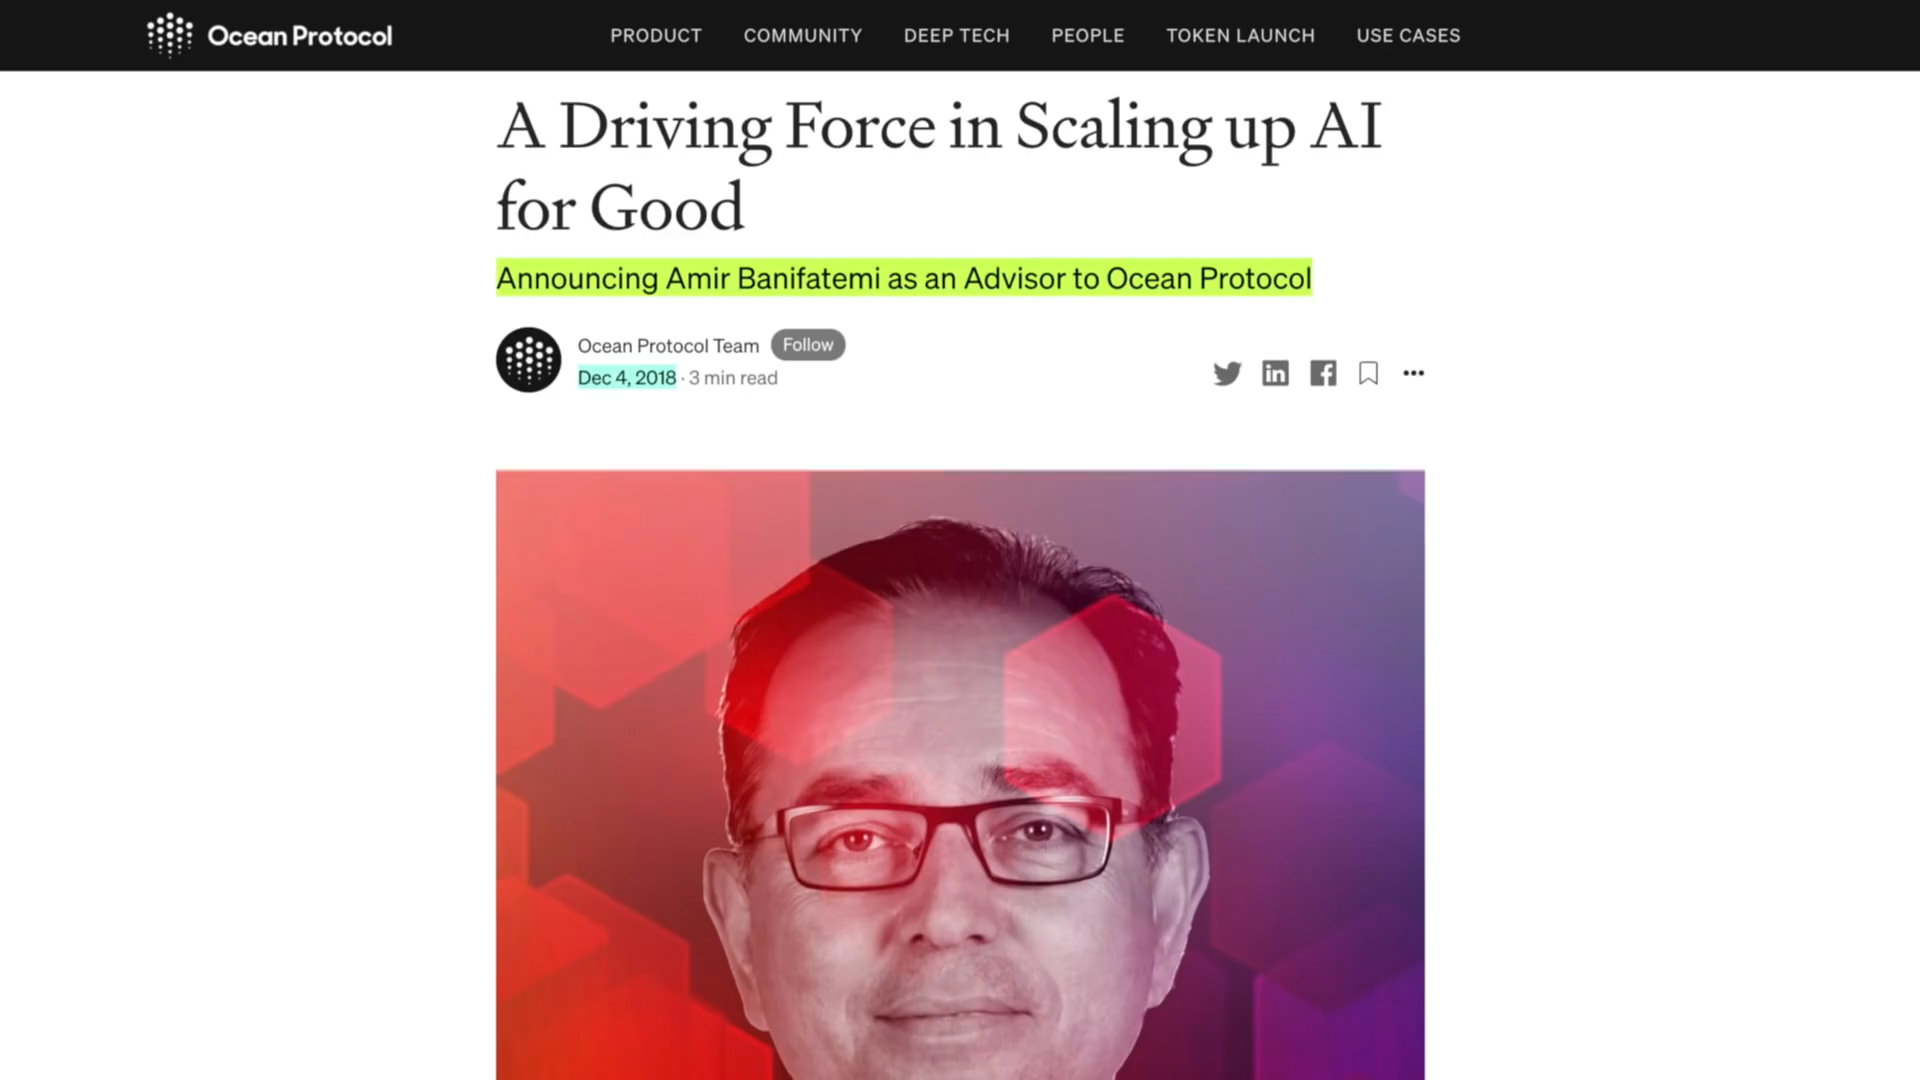 Ocean Protocol
PRODUCT COMMUNITY DEEP TECH PEOPLE TOKEN LAUNCH USE CASES
A Driving Force in Scaling up AI
for Good
Announcing Amir Banifatemi as an Advisor to Ocean Protocol
Ocean Protocol Team Follow
Dec 4, 2018 · 3 min read